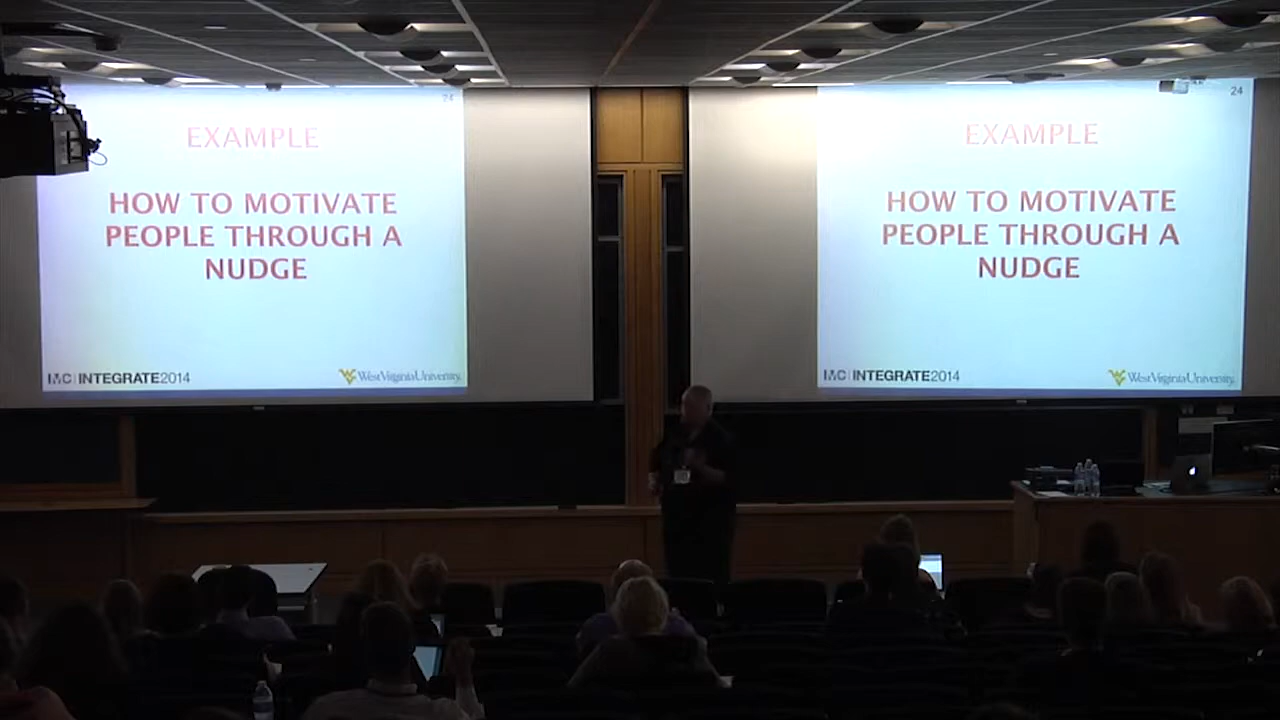 24
EXAMPLE
HOW TO MOTIVATE
PEOPLE THROUGH A
NUDGE
IMC INTEGRATE2014
WestVirginiaUniversity
24
EXAMPLE
HOW TO MOTIVATE
PEOPLE THROUGH A
NUDGE
IMC INTEGRATE2014
WestVirginiaUniversity